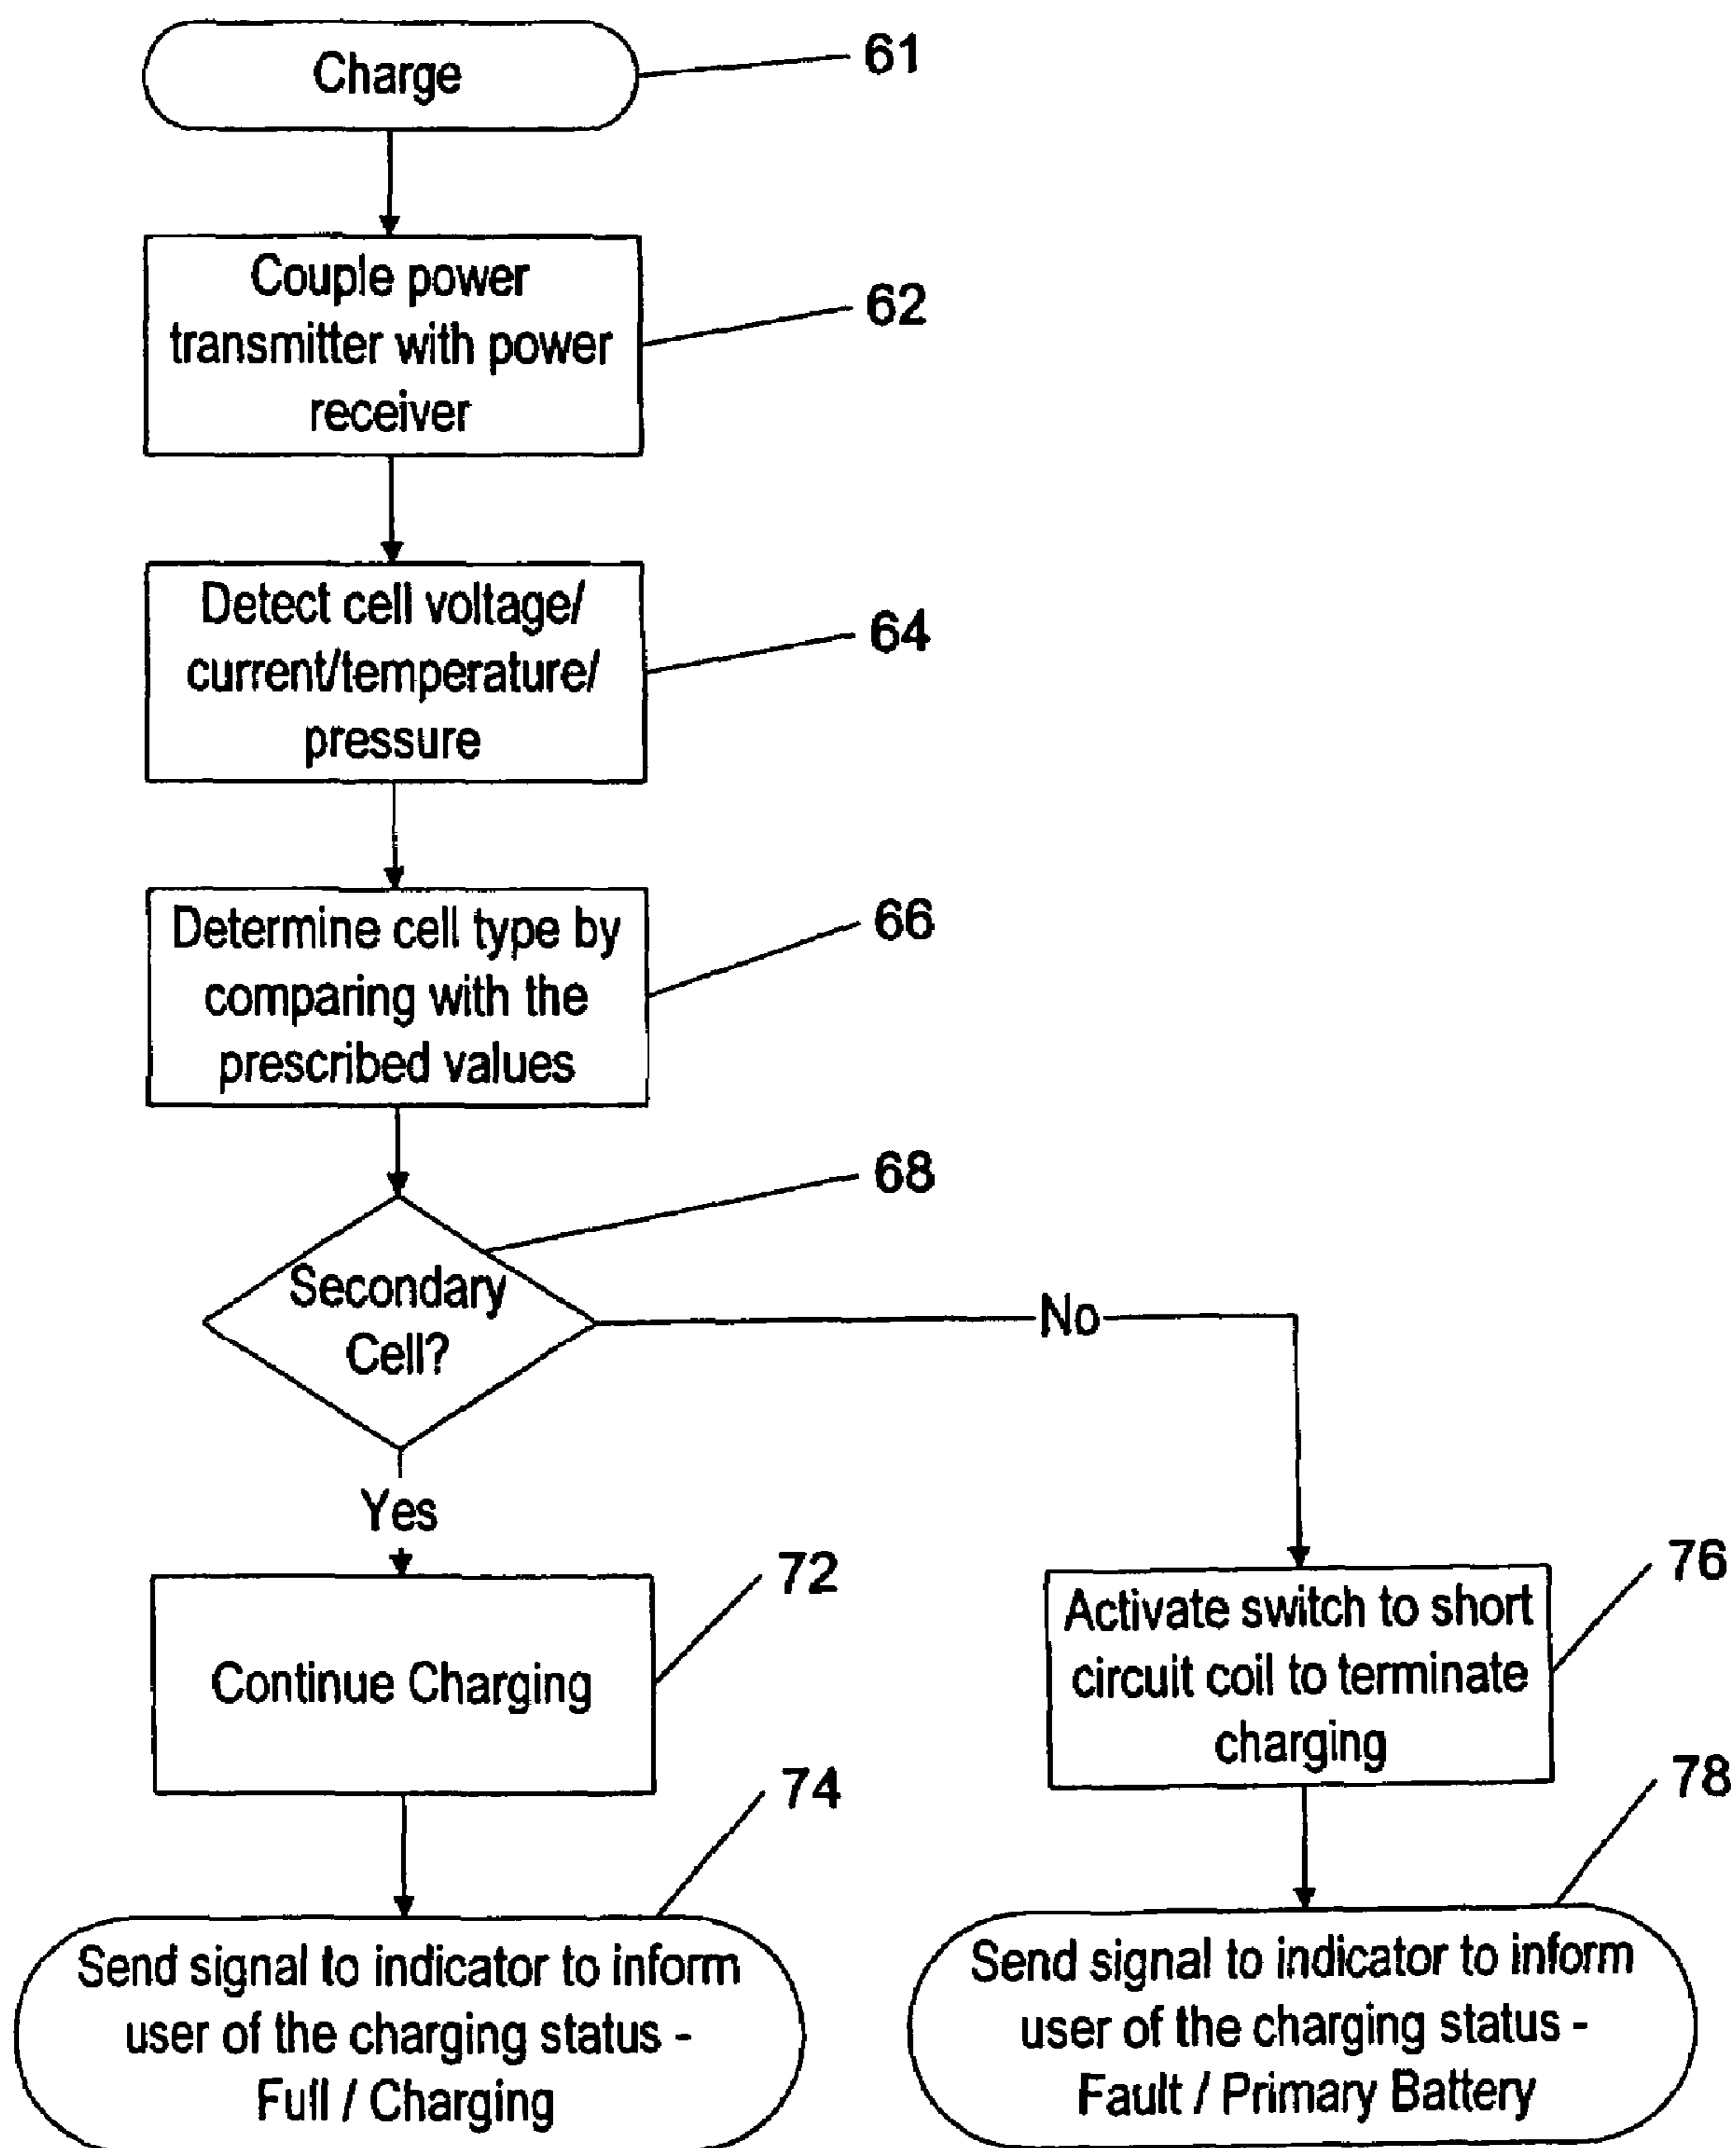 Charge
61
Couple power
transmitter with power
receiver
62
Detect cell voltage/
current/temperature/
pressure
64
Determine cell type by
comparing with the
prescribed values
66
68
Secondary
Cell?
No
Yes
72
Continue Charging
76
Activate switch to short
circuit coil to terminate
charging
74
Send signal to indicator to inform
user of the charging status -
Full / Charging
78
Send signal to indicator to inform
user of the charging status -
Fault / Primary Battery